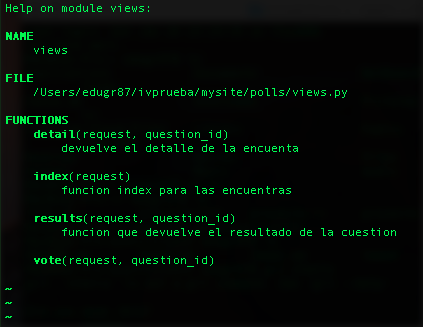 Help on module views:
NAME
views
FILE
/Users/edugr87/ivprueba/mysite/polls/views.py
FUNCTIONS
detail(request, question_id)
devuelve el detalle de la encuenta
index(request)
funcion index para las encuentras
results(request, question_id)
funcion que devuelve el resultado de la cuestion
vote(request, question_id)
~
~
~